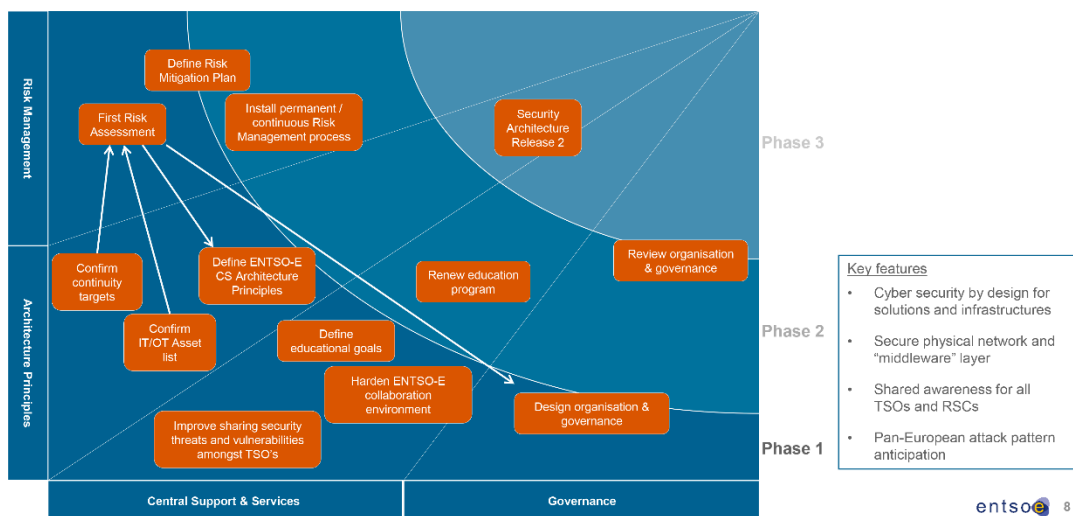 Risk Management
Define Risk
Mitigation Plan
First Risk
Assessment
Install permanent /
continuous Risk
Management process
Security
Architecture
Release 2
Phase 3
Architecture Principles
Confirm
continuity
targets
Define ENTSO-E
CS Architecture
Principles
Renew education
program
Review organisation
& governance
Confirm
IT/OT Asset
list
Define
educational goals
Phase 2
Harden ENTSO-E
collaboration
environment
Design organisation &
governance
Improve sharing security
threats and vulnerabilities
amongst TSO's
Phase 1
Central Support & Services
Governance
Key features
• Cyber security by design for
solutions and infrastructures
• Secure physical network and
“middleware” layer
• Shared awareness for all
TSOs and RSCs
• Pan-European attack pattern
anticipation
entsoe
8